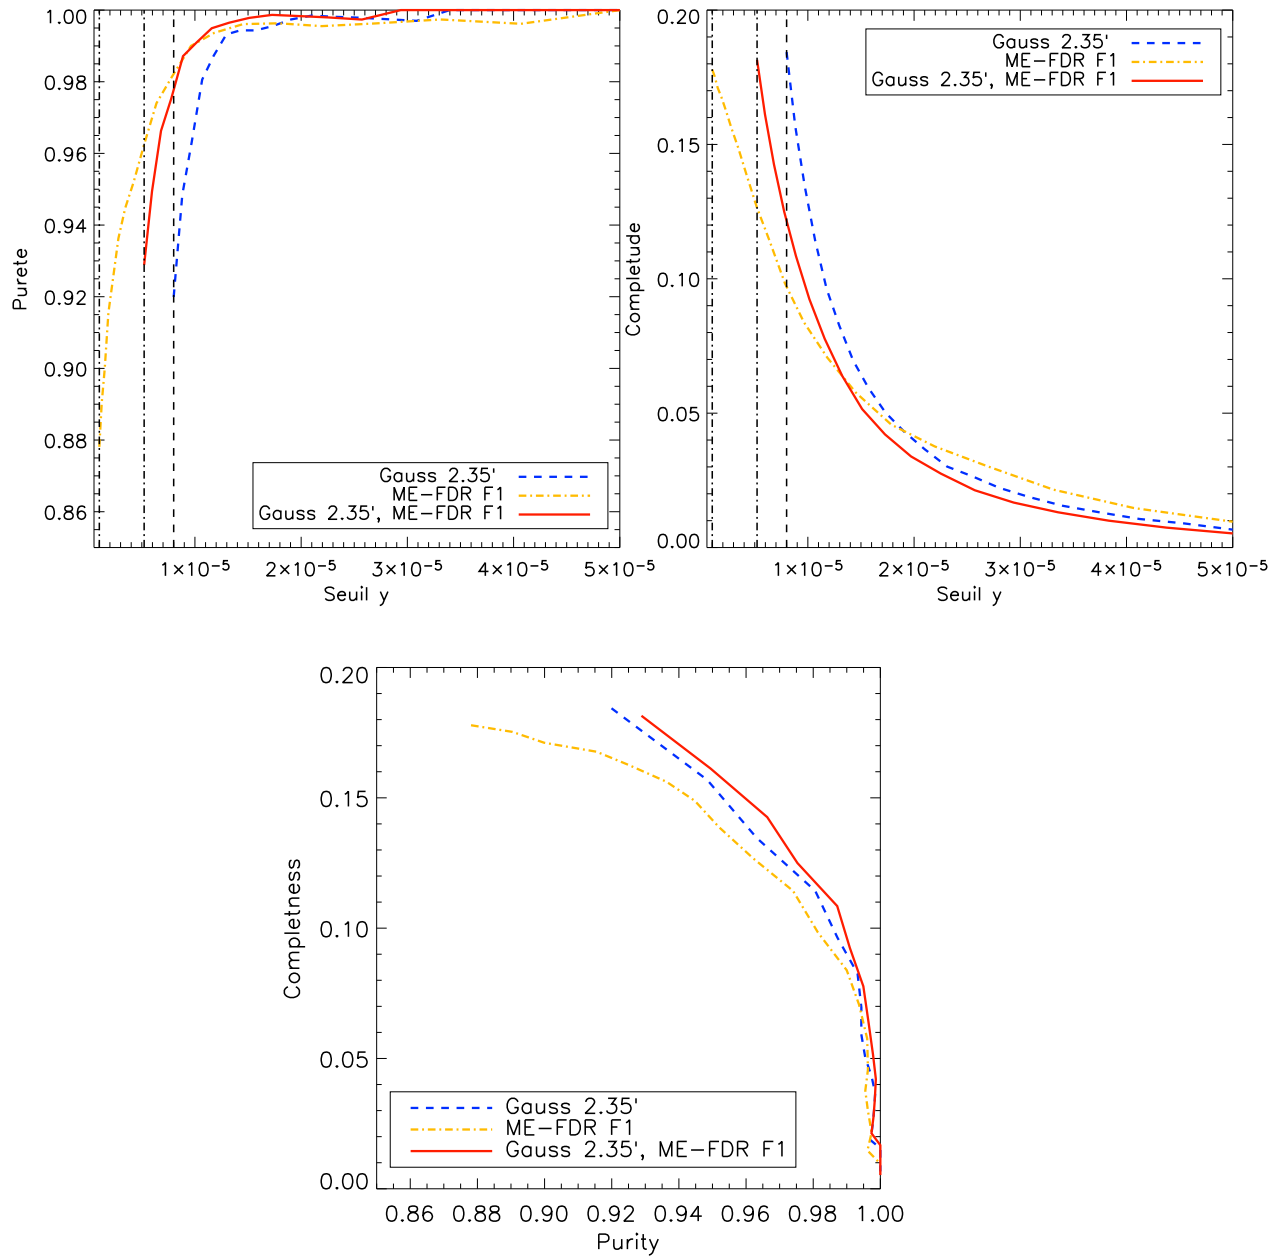 1.00
0.98
0.96
0.94
0.92
0.90
0.88
0.86
Purete
Gauss 2.35'
ME-FDR F1
Gauss 2.35', ME-FDR F1
1×10⁻⁵ 2×10⁻⁵ 3×10⁻⁵ 4×10⁻⁵ 5×10⁻⁵
Seuil y
0.20
0.15
0.10
0.05
0.00
Completude
Gauss 2.35'
ME-FDR F1
Gauss 2.35', ME-FDR F1
1×10⁻⁵ 2×10⁻⁵ 3×10⁻⁵ 4×10⁻⁵ 5×10⁻⁵
Seuil y
0.20
0.15
0.10
0.05
0.00
Completness
Gauss 2.35'
ME-FDR F1
Gauss 2.35', ME-FDR F1
0.86 0.88 0.90 0.92 0.94 0.96 0.98 1.00
Purity